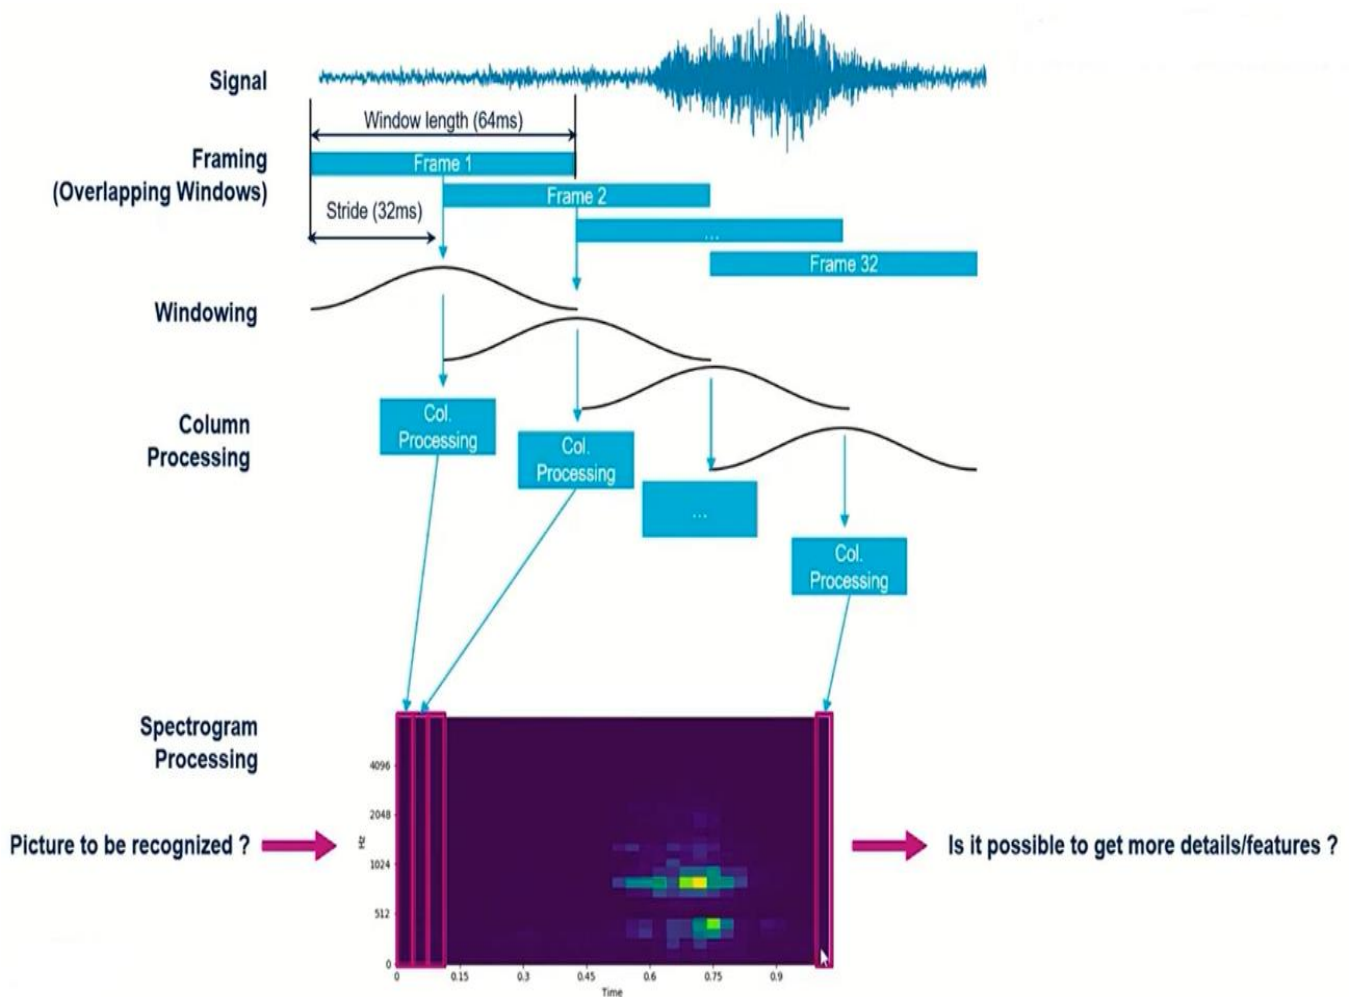 Signal
Window length (64ms)
Framing
(Overlapping Windows)
Frame 1
Frame 2
Stride (32ms)
...
Frame 32
Windowing
Column
Processing
Col.
Processing
Col.
Processing
...
Col.
Processing
Spectrogram
Processing
4096
2048
Hz
1024
512
0
0 0.15 0.3 0.45 0.6 0.75 0.9
Time
Picture to be recognized ?
Is it possible to get more details/features ?